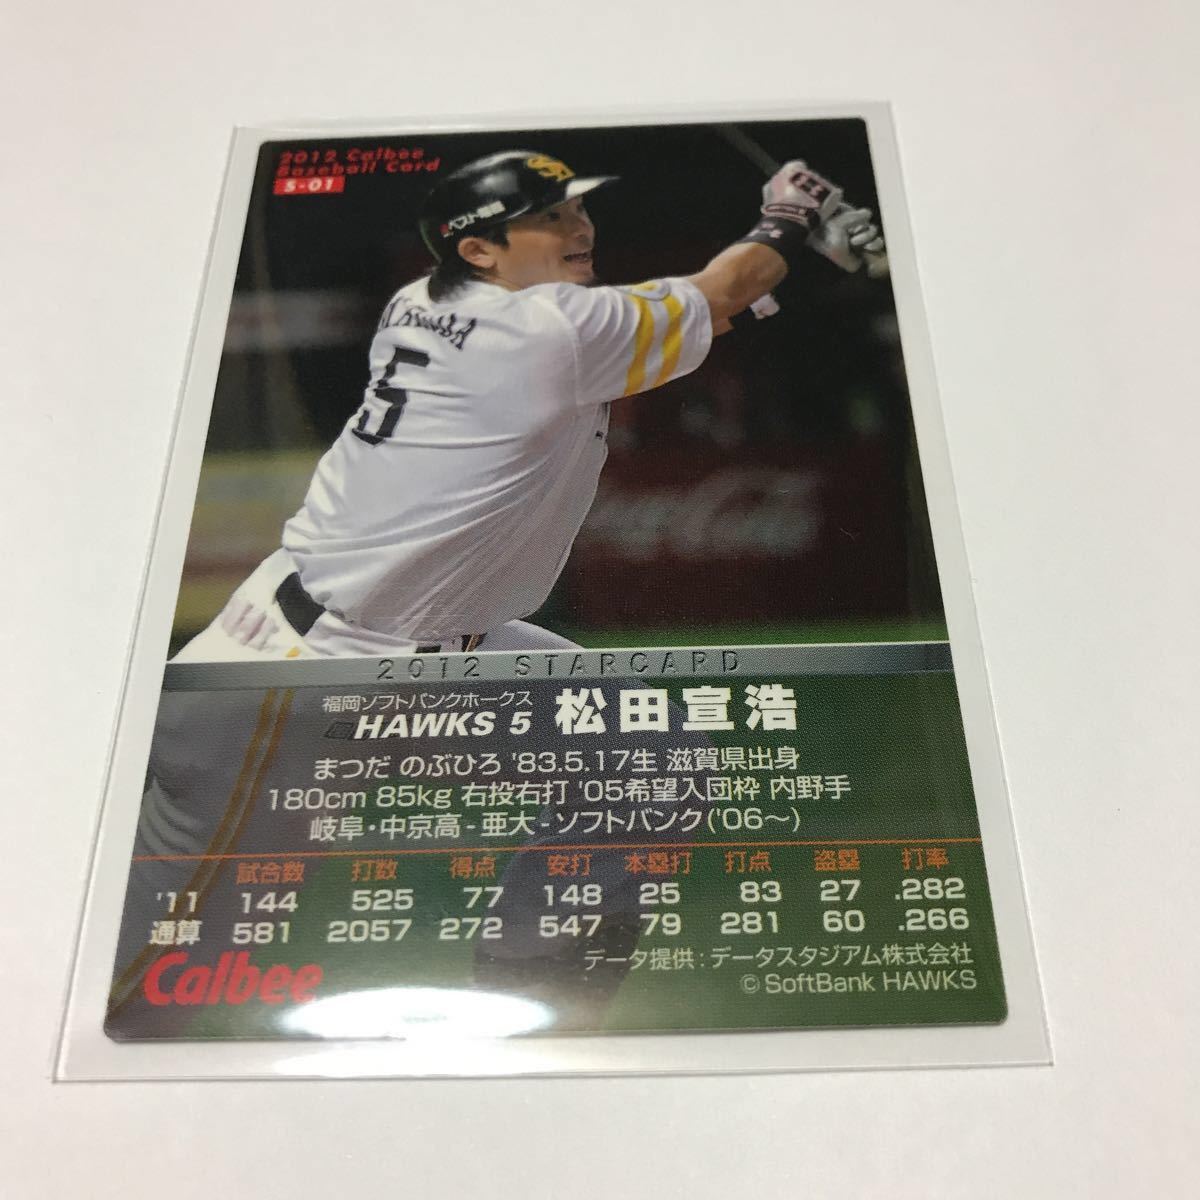 2012 Calbee
Baseball Card
S-01
ベスト電器
5
2012 STARCARD
福岡ソフトバンクホークス
HAWKS 5 松田宣浩
まつだ のぶひろ '83.5.17生 滋賀県出身
180cm 85kg 右投右打 '05希望入団枠 内野手
岐阜・中京高-亜大-ソフトバンク('06〜)
試合数 打数 得点 安打 本塁打 打点 盗塁 打率
'11 144 525 77 148 25 83 27 .282
通算 581 2057 272 547 79 281 60 .266
Calbee
データ提供:データスタジアム株式会社
© SoftBank HAWKS